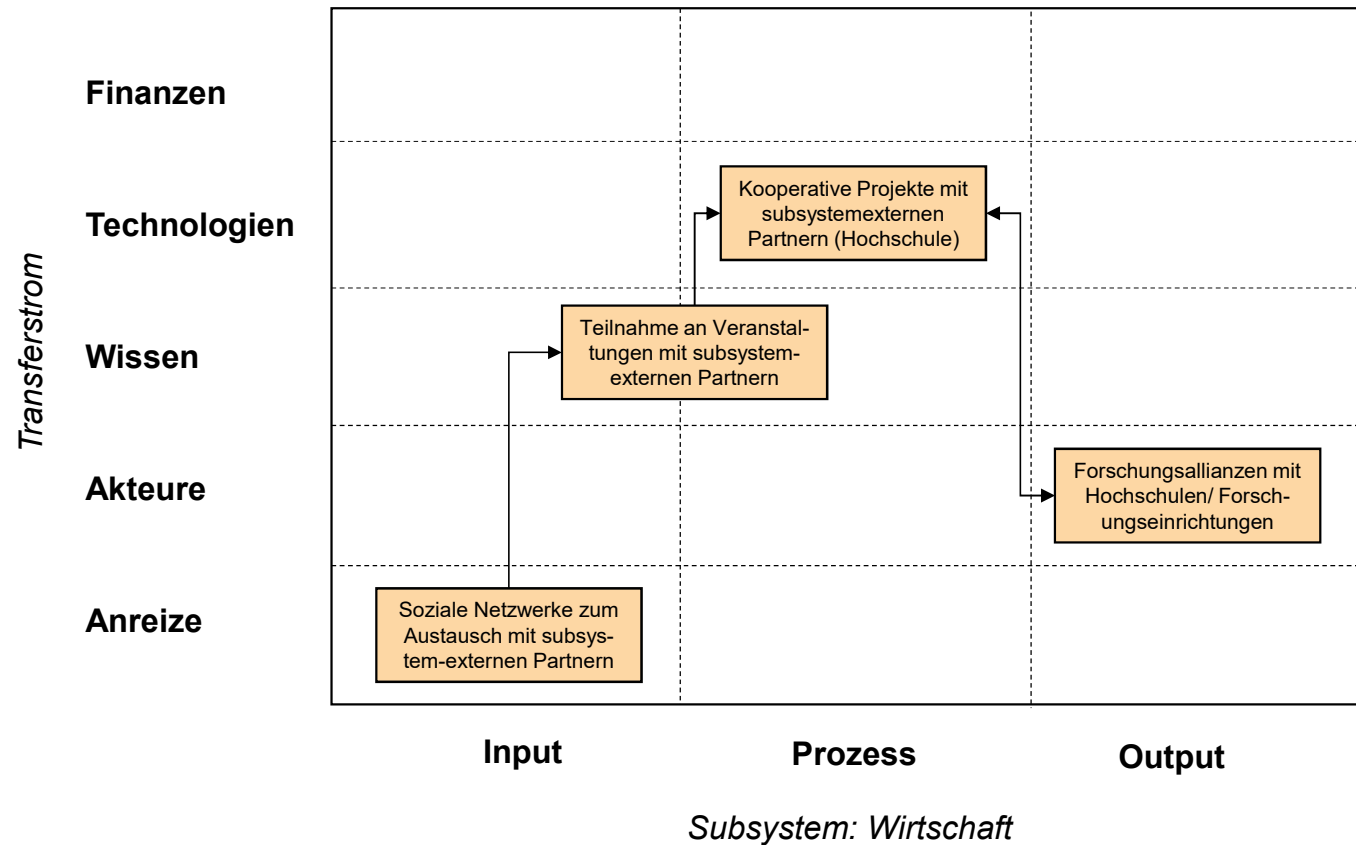 Transferstrom
Finanzen
Technologien
Kooperative Projekte mit
subsystemexternen
Partnern (Hochschule)
Wissen
Teilnahme an Veranstal-
tungen mit subsystem-
externen Partnern
Akteure
Forschungsallianzen mit
Hochschulen/ Forsch-
ungseinrichtungen
Anreize
Soziale Netzwerke zum
Austausch mit subsys-
tem-externen Partnern
Input
Prozess
Output
Subsystem: Wirtschaft